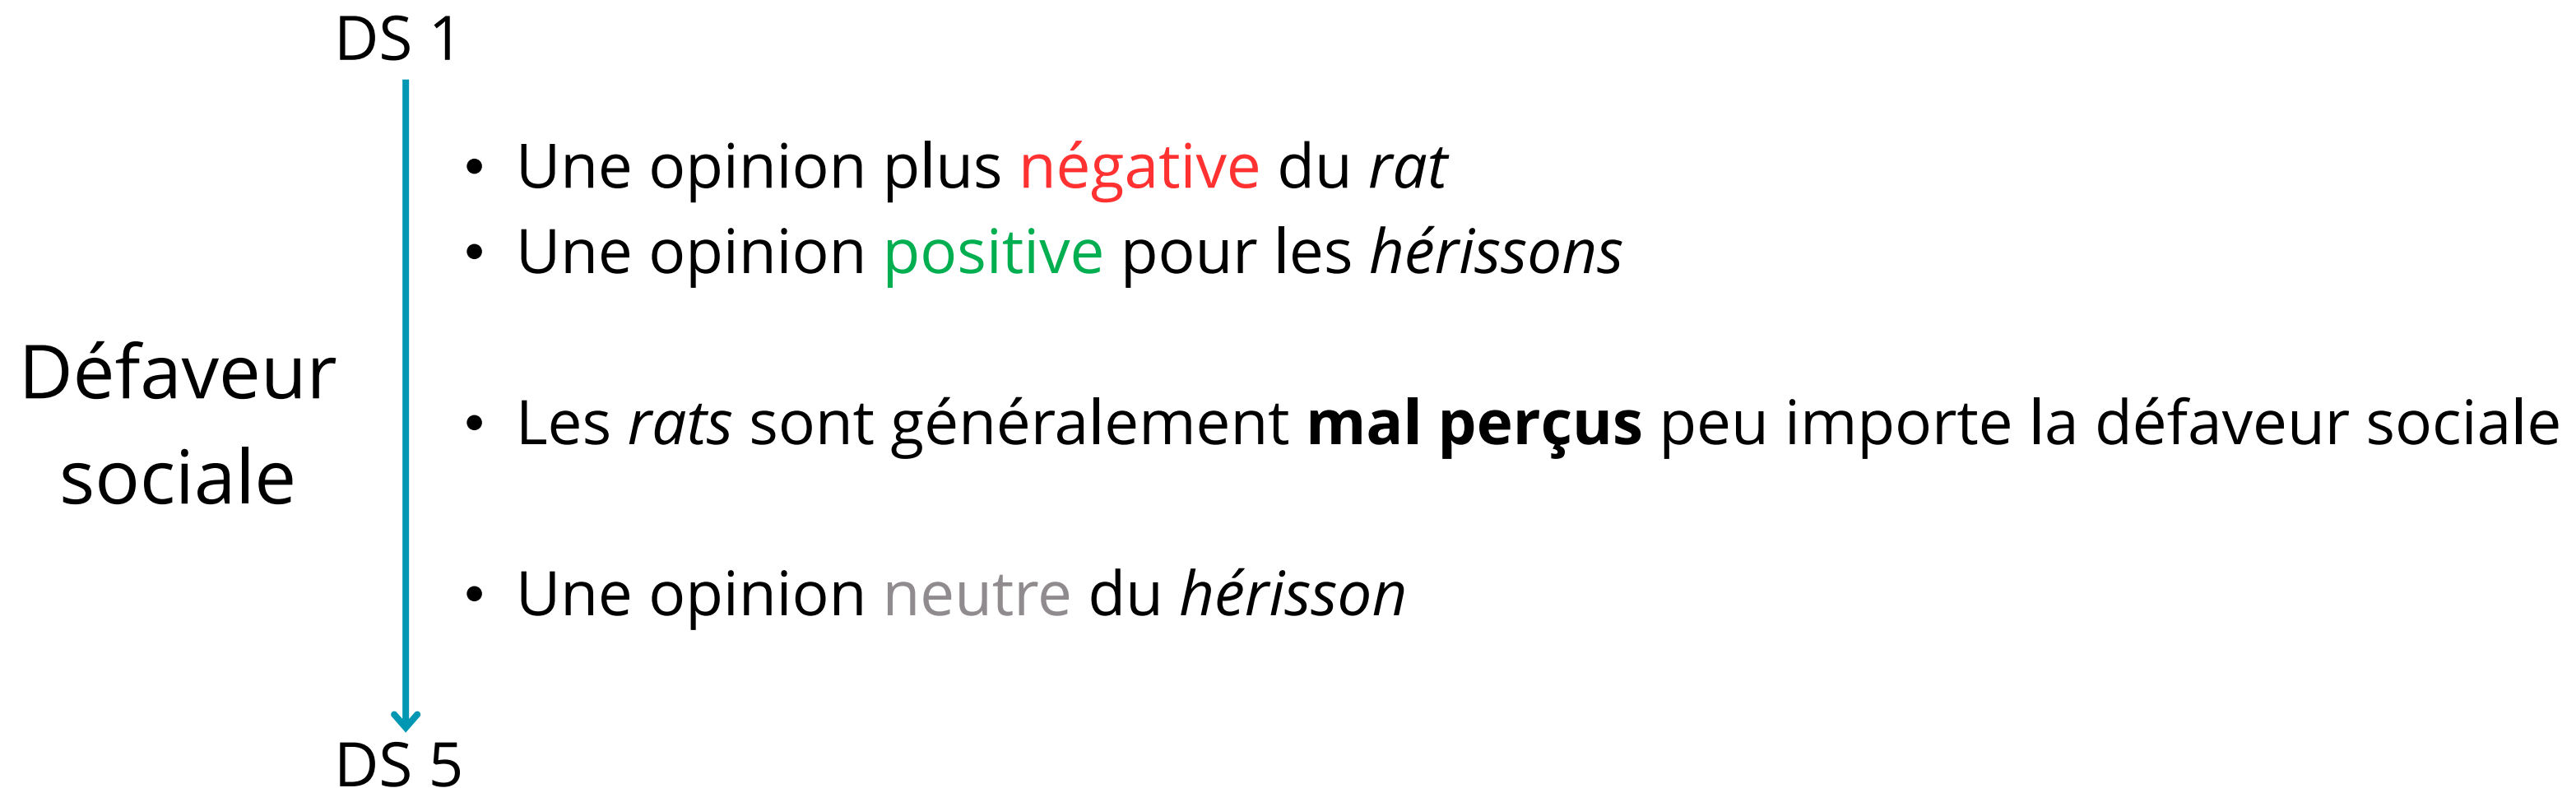 DS 1
• Une opinion plus négative du rat
• Une opinion positive pour les hérissons
Défaveur
sociale
• Les rats sont généralement mal perçus peu importe la défaveur sociale
• Une opinion neutre du hérisson
DS 5